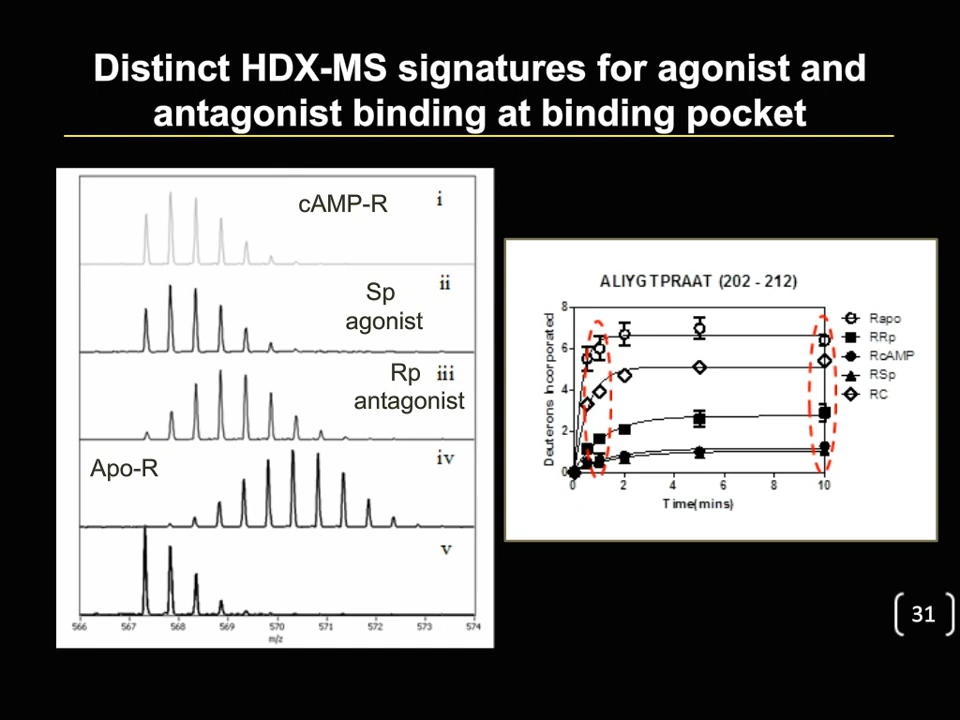 Distinct HDX-MS signatures for agonist and
antagonist binding at binding pocket
cAMP-R
i
Sp
agonist
ii
Rp
antagonist
iii
Apo-R
iv
v
566 567 568 569 570 571 572 573 574
m/z
ALIYGTPRAAT (202 - 212)
Deuterons Incorporated
8
6
4
2
0
0 2 4 6 8 10
Time(mins)
Rapo
RRp
RcAMP
RSp
RC
31